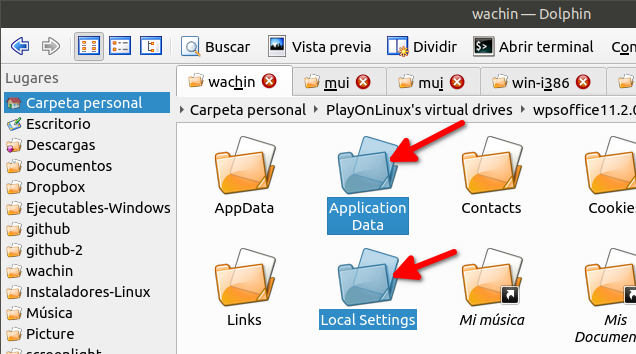 wachin — Dolphin
Buscar
Vista previa
Dividir
Abrir terminal
Con
Lugares
Carpeta personal
Escritorio
Descargas
Documentos
Dropbox
Ejecutables-Windows
github
github-2
wachin
Instaladores-Linux
Música
Picture
screenlight
wachin
mui
mui
win-i386
Carpeta personal
PlayOnLinux's virtual drives
wpsoffice11.2.0
AppData
Application
Data
Contacts
Cookie
Links
Local Settings
Mi música
Mis
Documen